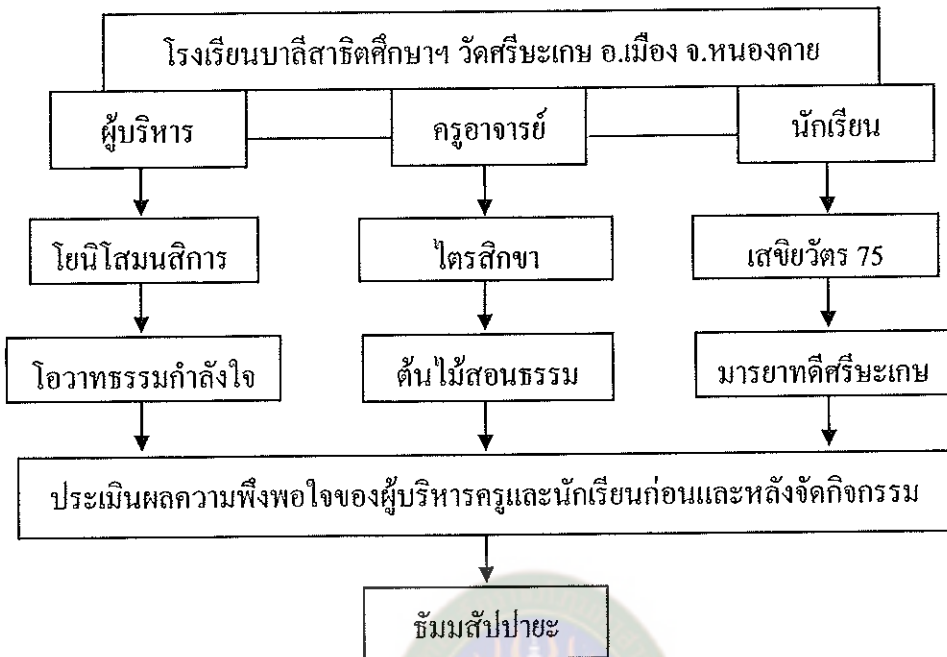 โรงเรียนบาลีสาธิตศึกษาฯ วัดศรีษะเกษ อ.เมือง จ.หนองคาย
ผู้บริหาร
ครูอาจารย์
นักเรียน
โยนิโสมนสิการ
ไตรสิกขา
เสขิยวัตร 75
โอวาทธรรมกำลังใจ
ต้นไม้สอนธรรม
มารยาทดีศรีษะเกษ
ประเมินผลความพึงพอใจของผู้บริหารครูและนักเรียนก่อนและหลังจัดกิจกรรม
ธัมมสัปปายะ